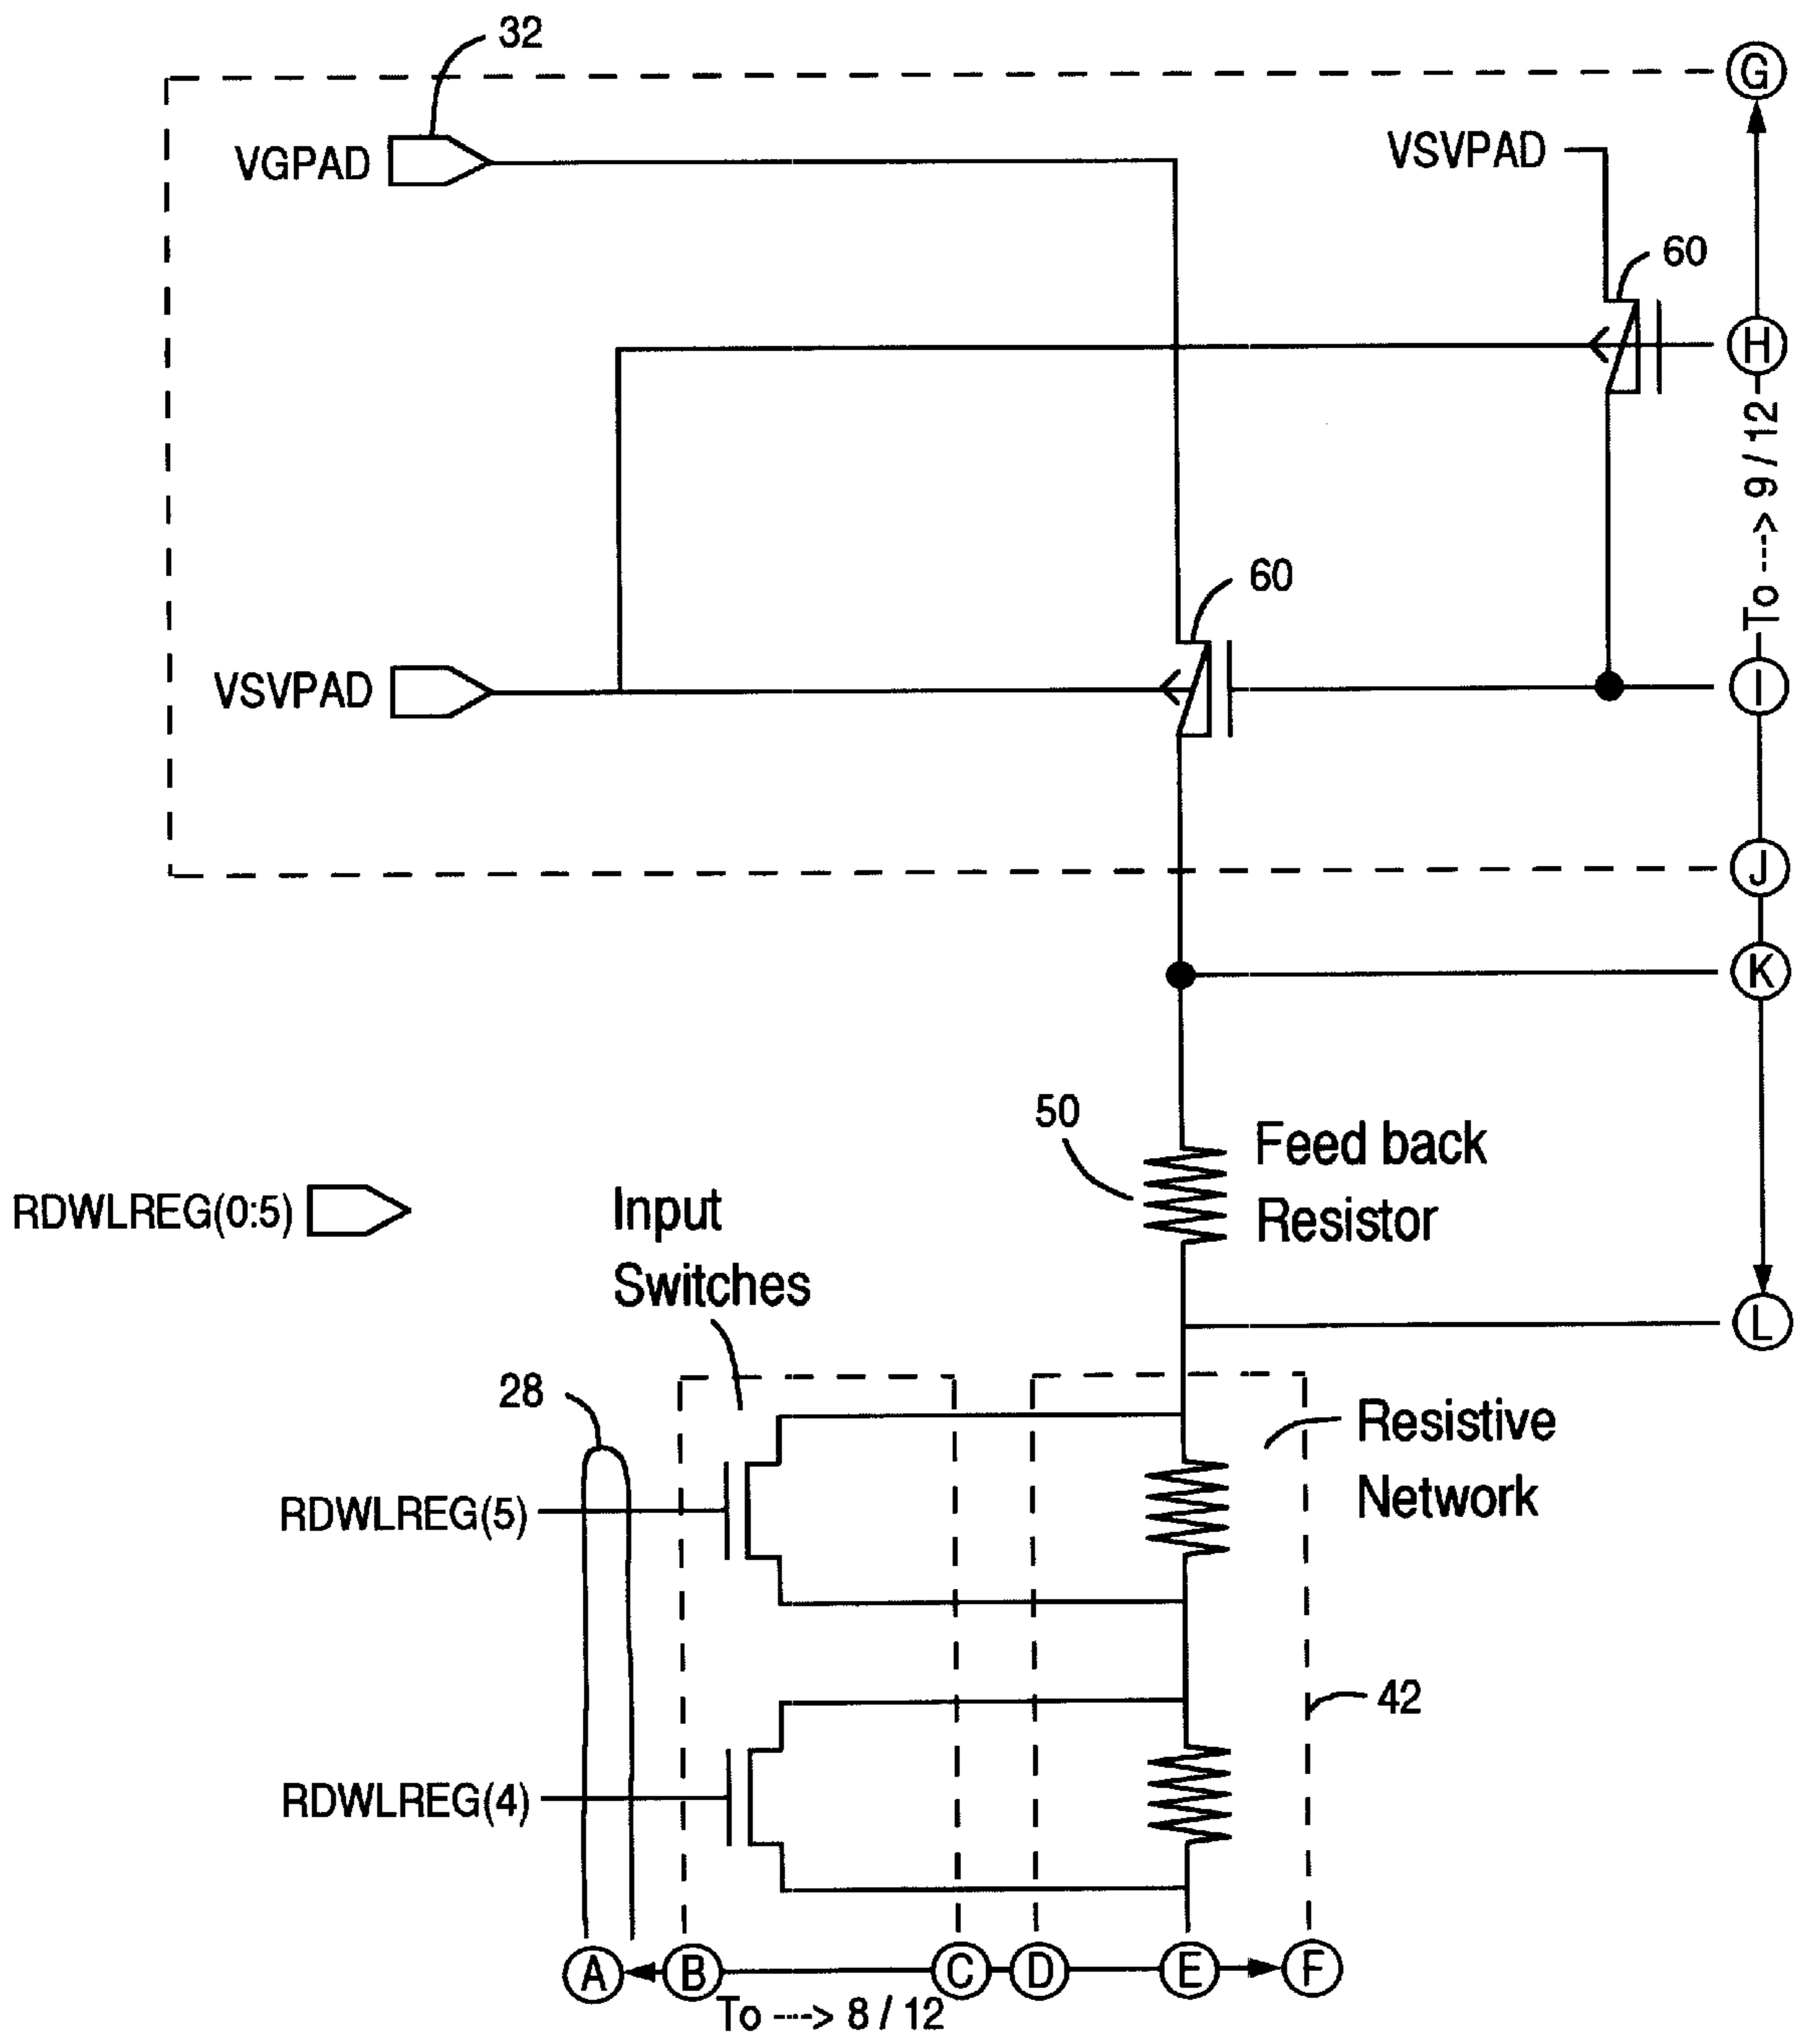 32
G
VGPAD
VSVPAD
60
H
To ----> 9 / 12
60
VSVPAD
I
J
K
50
Feed back
Resistor
RDWLREG(0:5)
Input
Switches
L
28
Resistive
Network
RDWLREG(5)
42
RDWLREG(4)
A
B
C
D
E
F
To ----> 8 / 12